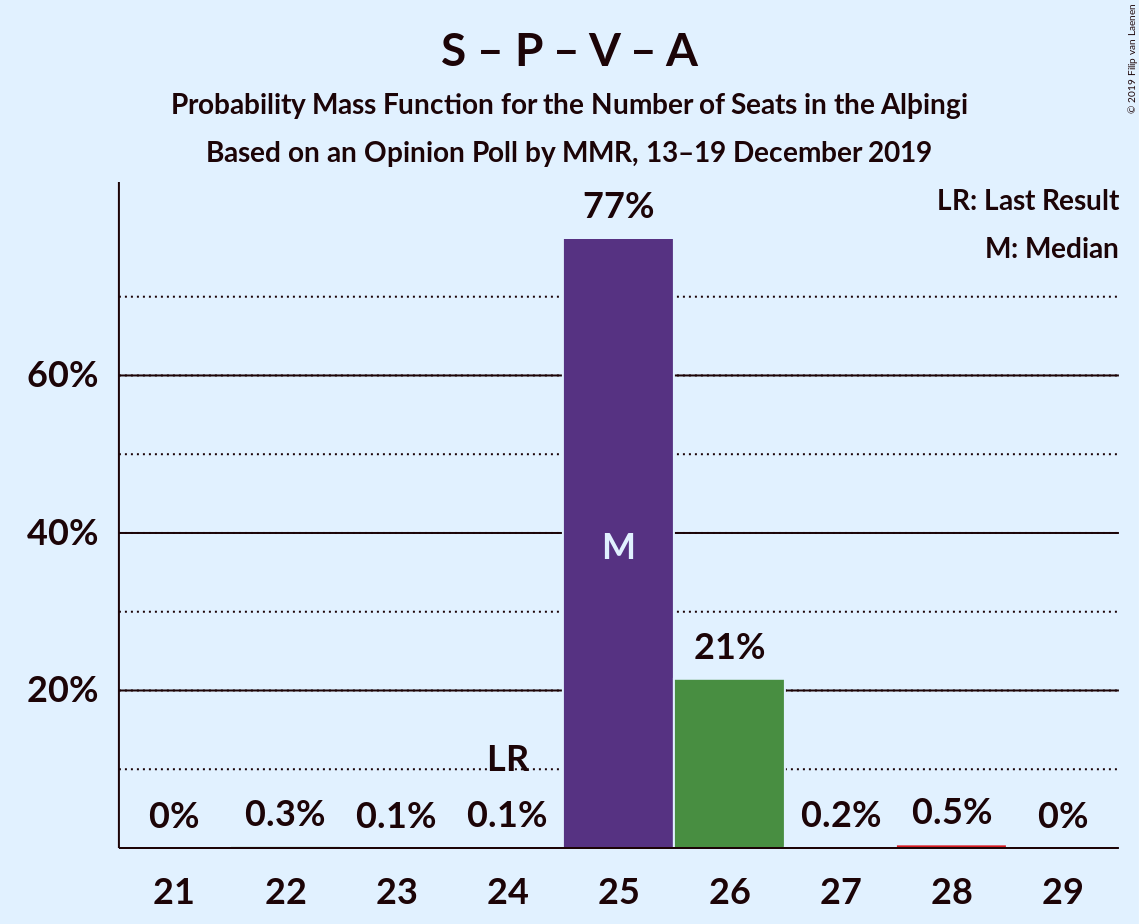 S – P – V – A
Probability Mass Function for the Number of Seats in the Alþingi
Based on an Opinion Poll by MMR, 13–19 December 2019
© 2019 Filip van Laenen
LR: Last Result
M: Median
77%
60%
40%
M
21%
20%
LR
0% 0.3% 0.1% 0.1% 0.2% 0.5% 0%
21 22 23 24 25 26 27 28 29